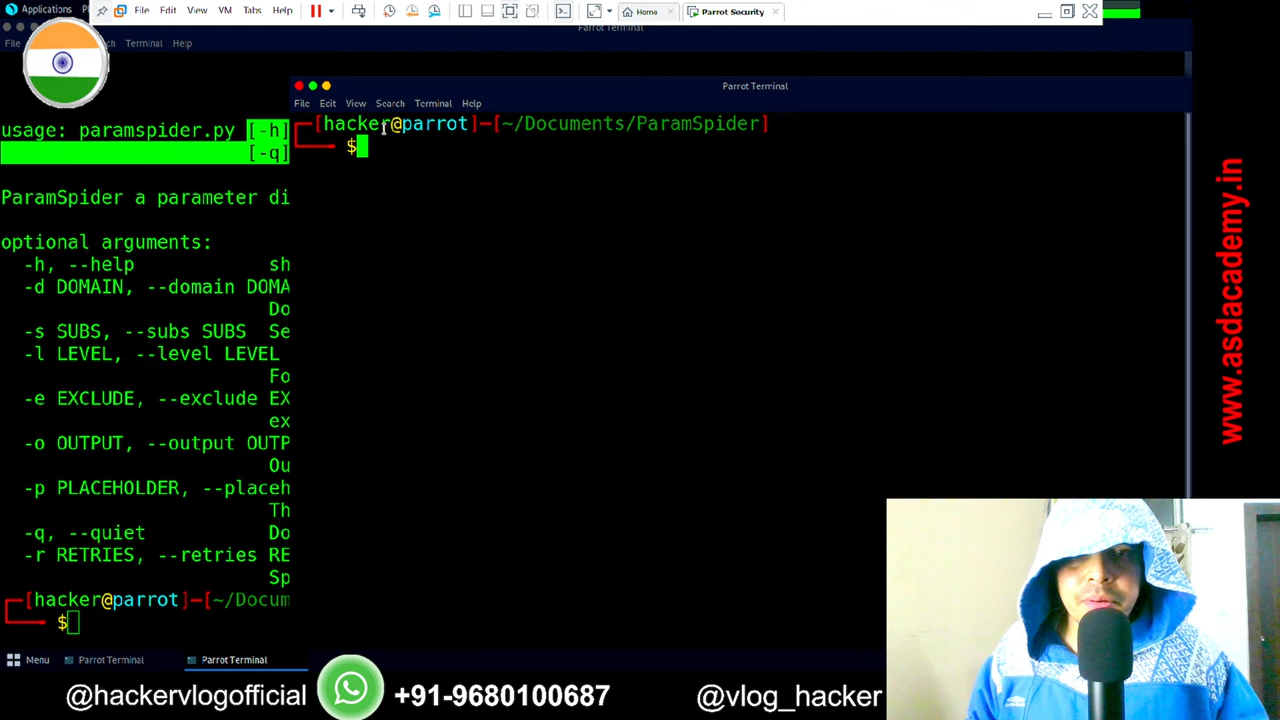 Applications
File Edit View VM Tabs Help
Home
Parrot Security
Parrot Terminal
File
Terminal Help
Parrot Terminal
File Edit View Search Terminal Help
usage: paramspider.py [-h]
[-q]
ParamSpider a parameter di
optional arguments:
-h, --help sh
-d DOMAIN, --domain DOMA
Do
-s SUBS, --subs SUBS Se
-l LEVEL, --level LEVEL
Fo
-e EXCLUDE, --exclude EX
ex
-o OUTPUT, --output OUTP
Ou
-p PLACEHOLDER, --placeh
Th
-q, --quiet Do
-r RETRIES, --retries RE
Sp
[hacker@parrot]-[~/Docum
$
[hacker@parrot]-[~/Documents/ParamSpider]
$
www.asdacademy.in
Menu Parrot Terminal Parrot Terminal
@hackervlogofficial +91-9680100687 @vlog_hacker